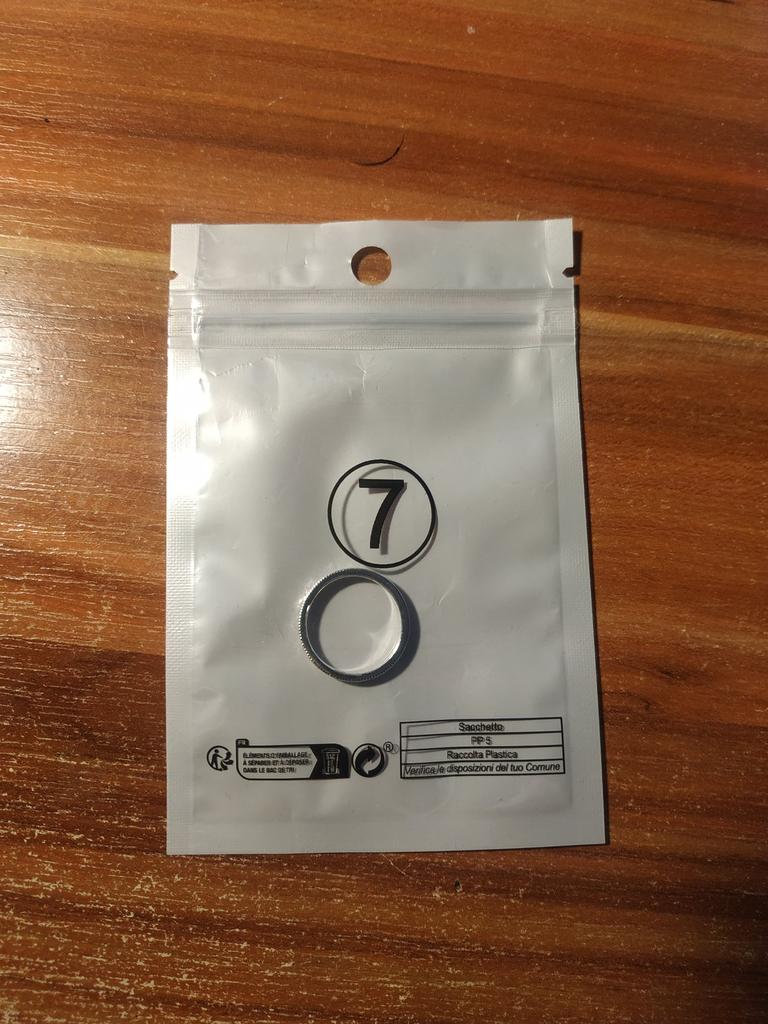 7
FR
ÉLÉMENTS D'EMBALLAGE
À SÉPARER ET À DÉPOSER
DANS LE BAC DE TRI
®
Sacchetto
PP 5
Raccolta Plastica
Verifica le disposizioni del tuo Comune